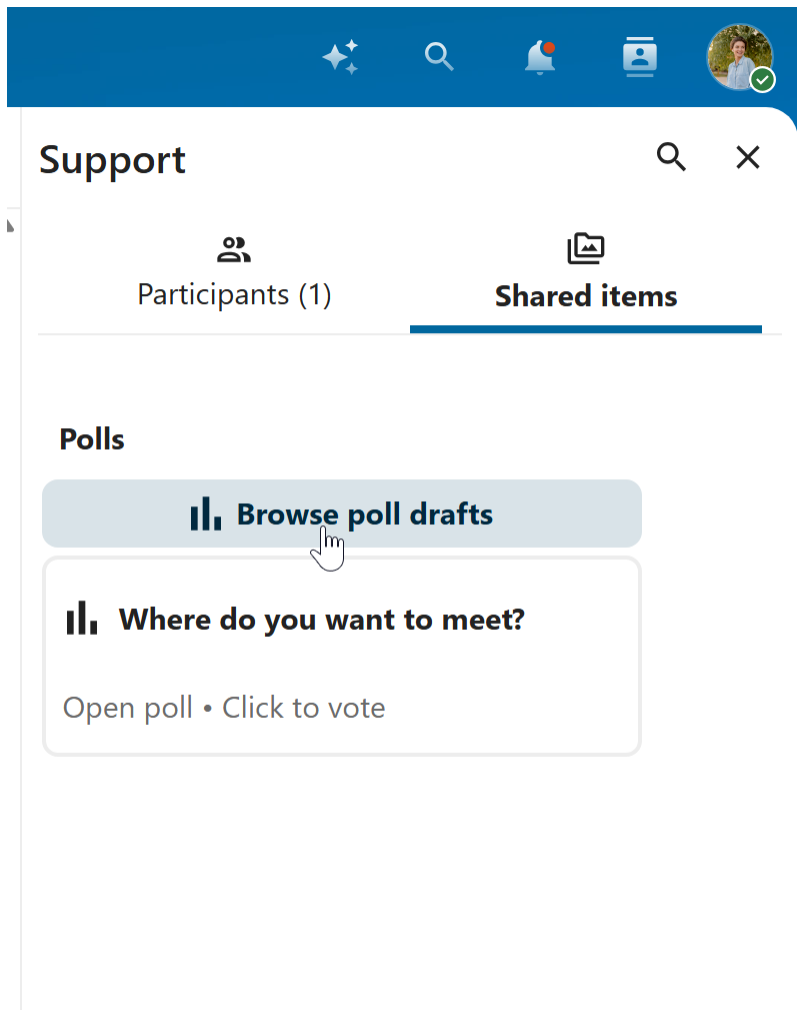 Support
Participants (1)
Shared items
Polls
Browse poll drafts
Where do you want to meet?
Open poll • Click to vote